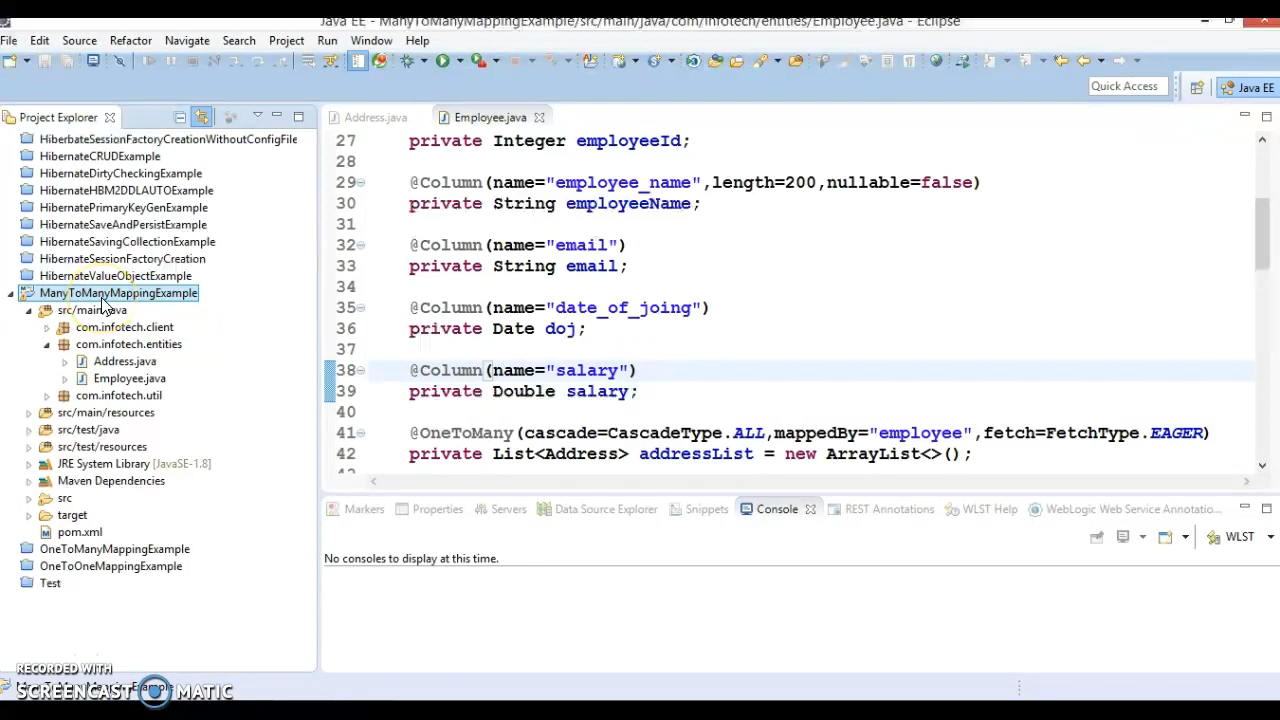 Java EE - ManyToManyMappingExample/src/main/java/com/infotech/entities/Employee.java - Eclipse
File Edit Source Refactor Navigate Search Project Run Window Help
Quick Access
Java EE
Project Explorer
HiberbateSessionFactoryCreationWithoutConfigFile
HibernateCRUDExample
HibernateDirtyCheckingExample
HibernateHBM2DDLAUTOExample
HibernatePrimaryKeyGenExample
HibernateSaveAndPersistExample
HibernateSavingCollectionExample
HibernateSessionFactoryCreation
HibernateValueObjectExample
ManyToManyMappingExample
src/main/java
com.infotech.client
com.infotech.entities
Address.java
Employee.java
com.infotech.util
src/main/resources
src/test/java
src/test/resources
JRE System Library [JavaSE-1.8]
Maven Dependencies
src
target
pom.xml
OneToManyMappingExample
OneToOneMappingExample
Test
Address.java Employee.java
27 private Integer employeeId;
28
29 @Column(name="employee_name",length=200,nullable=false)
30 private String employeeName;
31
32 @Column(name="email")
33 private String email;
34
35 @Column(name="date_of_joing")
36 private Date doj;
37
38 @Column(name="salary")
39 private Double salary;
40
41 @OneToMany(cascade=CascadeType.ALL,mappedBy="employee",fetch=FetchType.EAGER)
42 private List<Address> addressList = new ArrayList<>();
Markers Properties Servers Data Source Explorer Snippets Console REST Annotations WLST Help WebLogic Web Service Annotatio...
WLST
No consoles to display at this time.
RECORDED WITH
SCREENCAST MATIC